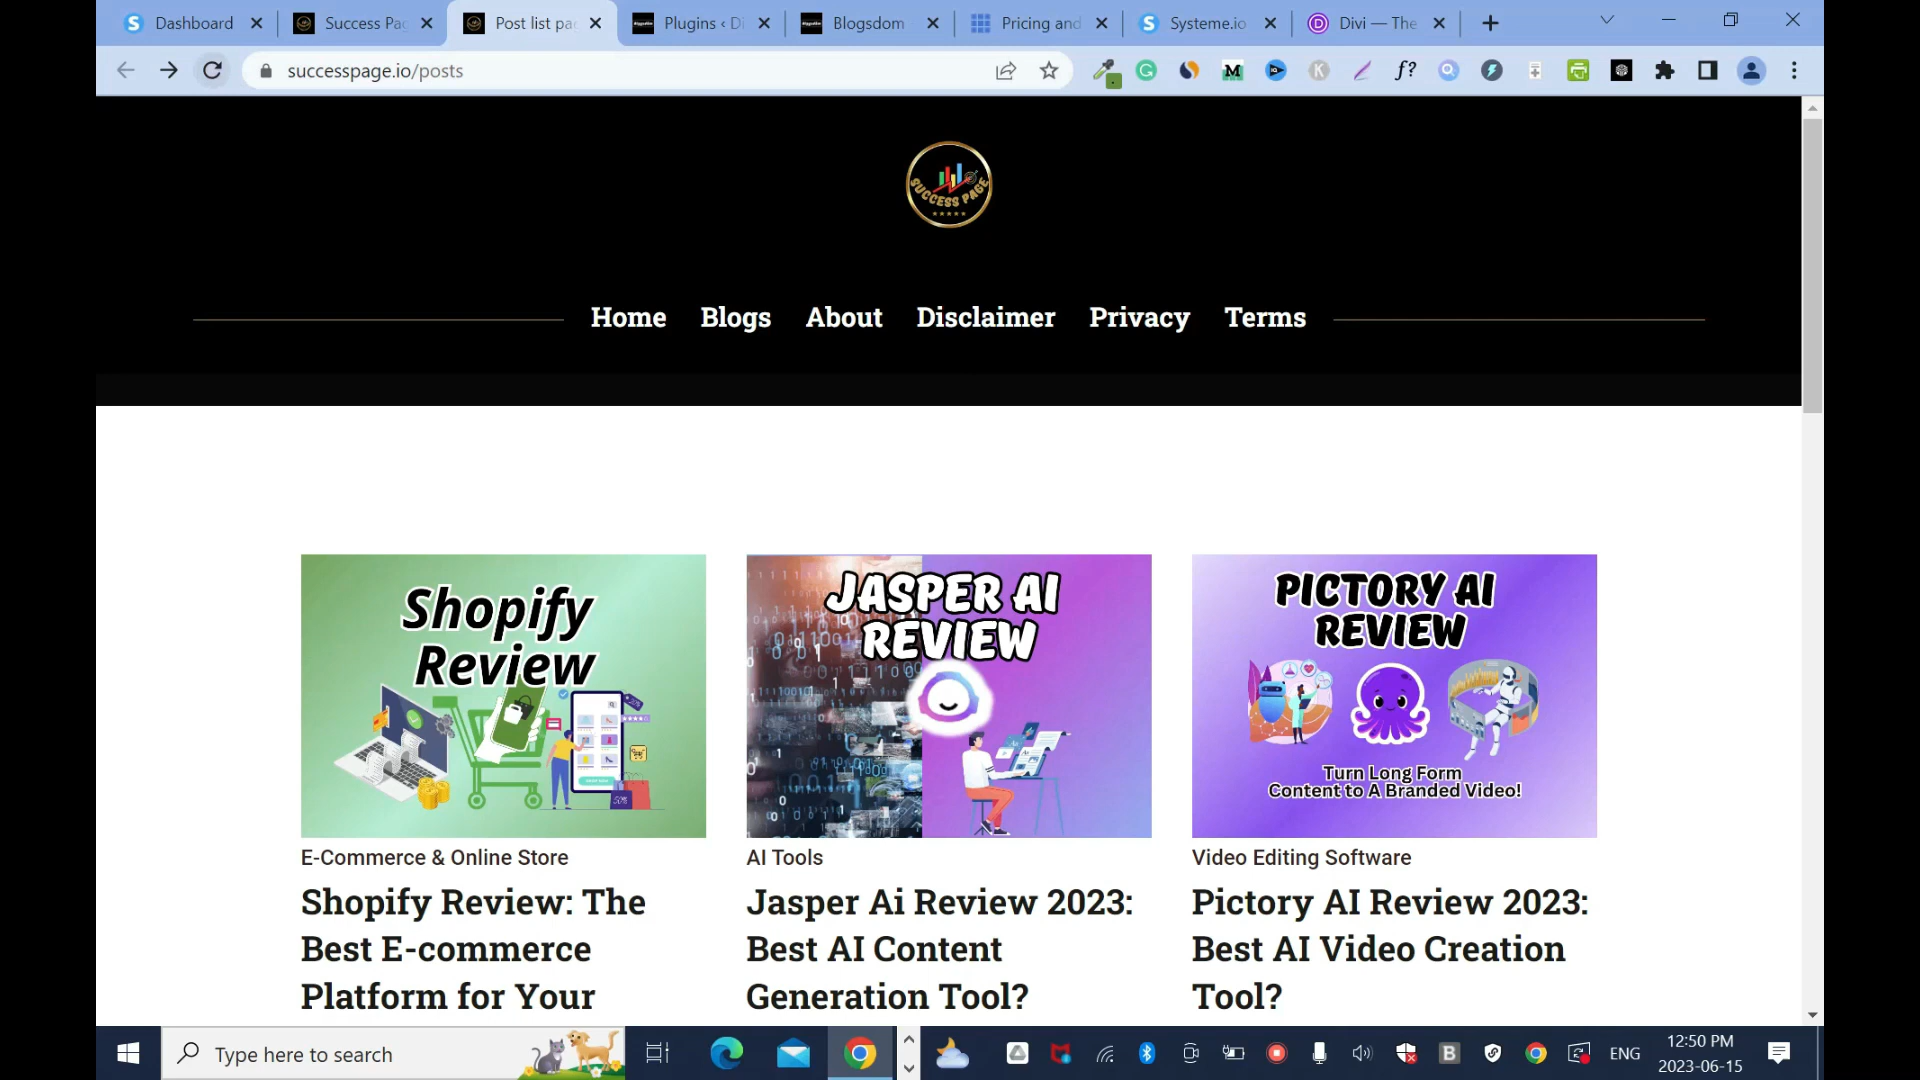 Dashboard
Success Pag
Post list pa
Plugins ‹ Di
Blogsdom
Pricing and
Systeme.io
Divi — The
successpage.io/posts
SUCCESS PAGE
Home
Blogs
About
Disclaimer
Privacy
Terms
Shopify
Review
E-Commerce & Online Store
Shopify Review: The
Best E-commerce
Platform for Your
JASPER AI
REVIEW
AI Tools
Jasper Ai Review 2023:
Best AI Content
Generation Tool?
PICTORY AI
REVIEW
Turn Long Form
Content to A Branded Video!
Video Editing Software
Pictory AI Review 2023:
Best AI Video Creation
Tool?
Type here to search
ENG
12:50 PM
2023-06-15